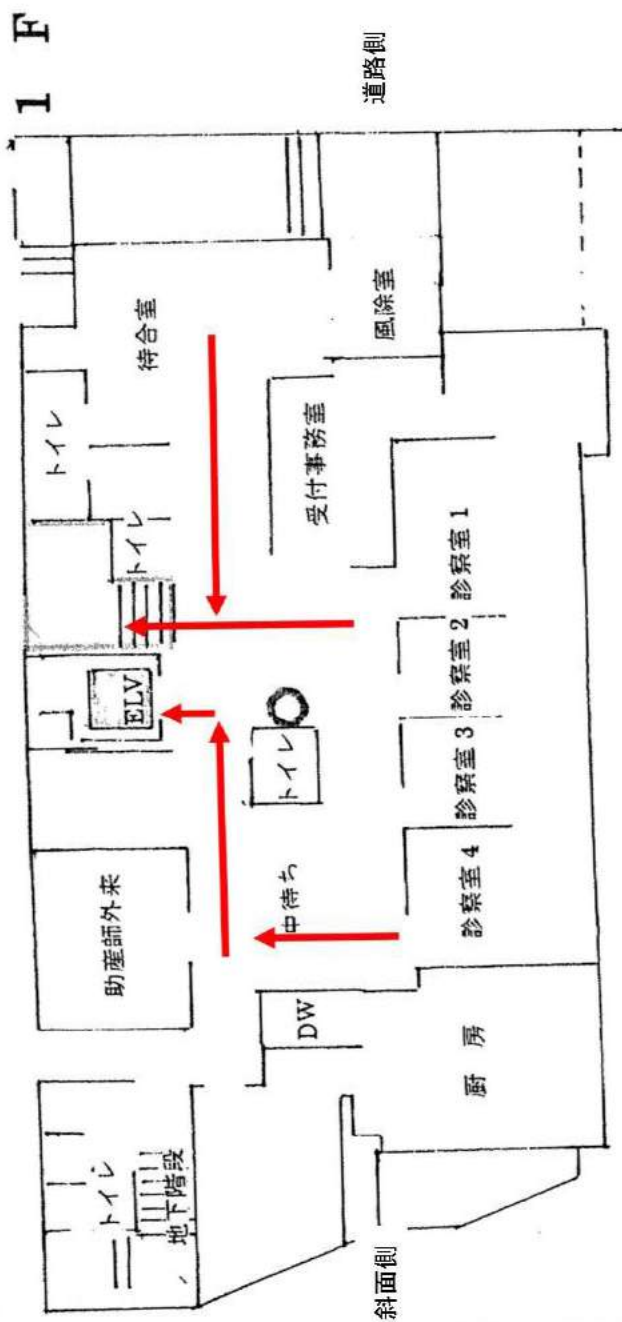 1 F
道路側
待合室
トイレ
風除室
受付事務室
トイレ
ELV
診察室 1
診察室 2
トイレ
診察室 3
助産師外来
中待ち
診察室 4
DW
厨 房
トイレ
地下階段
斜面側